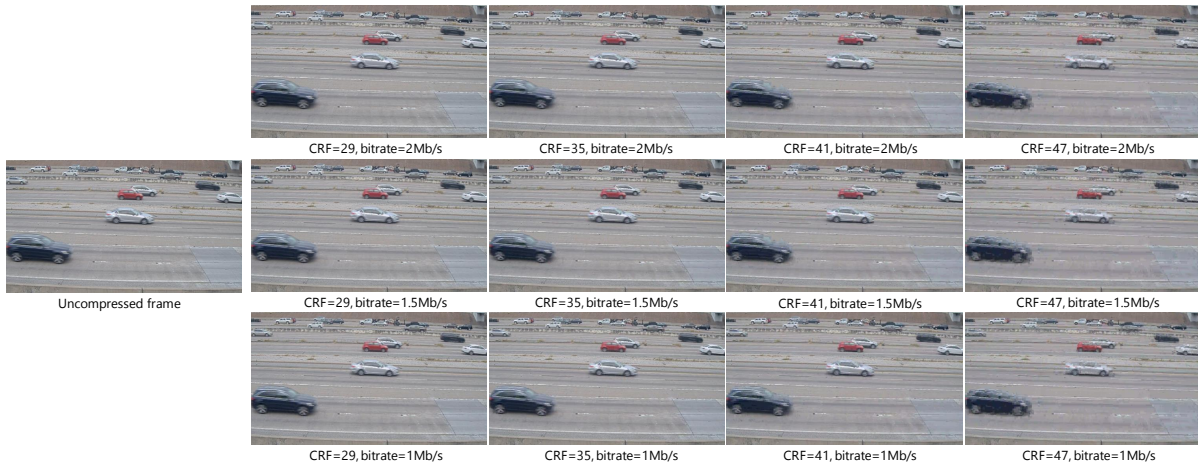 CRF=29, bitrate=2Mb/s
CRF=35, bitrate=2Mb/s
CRF=41, bitrate=2Mb/s
CRF=47, bitrate=2Mb/s
Uncompressed frame
CRF=29, bitrate=1.5Mb/s
CRF=35, bitrate=1.5Mb/s
CRF=41, bitrate=1.5Mb/s
CRF=47, bitrate=1.5Mb/s
CRF=29, bitrate=1Mb/s
CRF=35, bitrate=1Mb/s
CRF=41, bitrate=1Mb/s
CRF=47, bitrate=1Mb/s